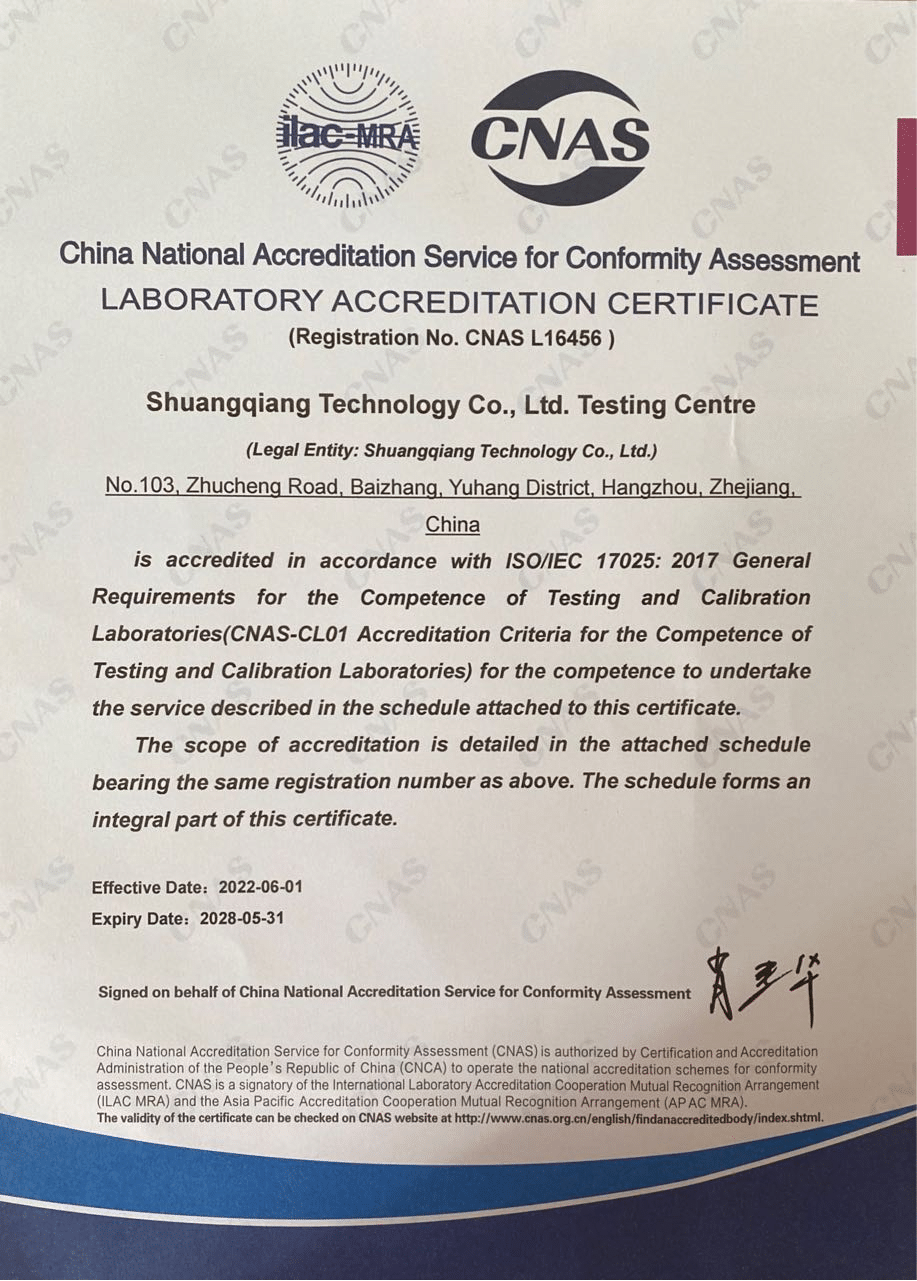 ilac-MRA
CNAS
China National Accreditation Service for Conformity Assessment
LABORATORY ACCREDITATION CERTIFICATE
(Registration No. CNAS L16456 )
Shuangqiang Technology Co., Ltd. Testing Centre
(Legal Entity: Shuangqiang Technology Co., Ltd.)
No.103, Zhucheng Road, Baizhang, Yuhang District, Hangzhou, Zhejiang,
China
is accredited in accordance with ISO/IEC 17025: 2017 General
Requirements for the Competence of Testing and Calibration
Laboratories(CNAS-CL01 Accreditation Criteria for the Competence of
Testing and Calibration Laboratories) for the competence to undertake
the service described in the schedule attached to this certificate.
The scope of accreditation is detailed in the attached schedule
bearing the same registration number as above. The schedule forms an
integral part of this certificate.
Effective Date：2022-06-01
Expiry Date：2028-05-31
Signed on behalf of China National Accreditation Service for Conformity Assessment
China National Accreditation Service for Conformity Assessment (CNAS) is authorized by Certification and Accreditation
Administration of the People's Republic of China (CNCA) to operate the national accreditation schemes for conformity
assessment. CNAS is a signatory of the International Laboratory Accreditation Cooperation Mutual Recognition Arrangement
(ILAC MRA) and the Asia Pacific Accreditation Cooperation Mutual Recognition Arrangement (APAC MRA).
The validity of the certificate can be checked on CNAS website at http://www.cnas.org.cn/english/findanaccreditedbody/index.shtml.